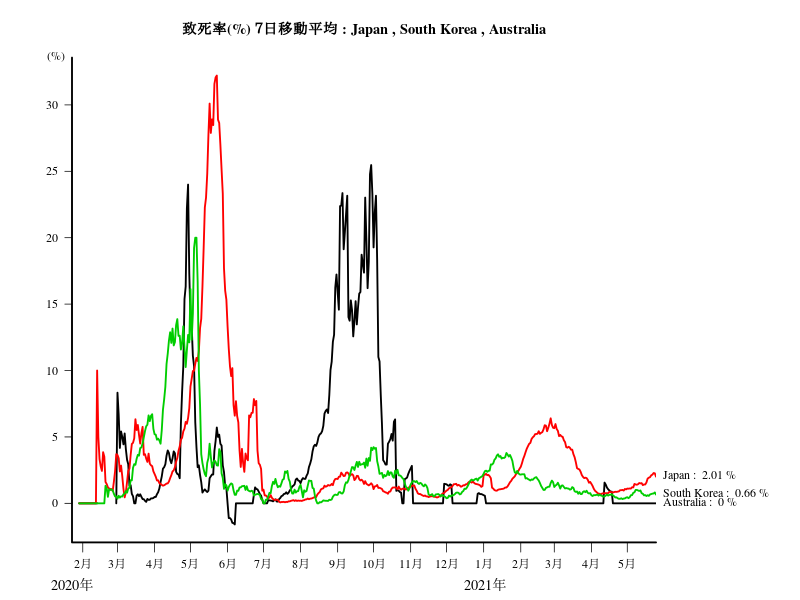 致死率(%) 7日移動平均 : Japan , South Korea , Australia
(%)
30
25
20
15
10
5
0
Japan : 2.01 %
South Korea : 0.66 %
Australia : 0 %
2月 3月 4月 5月 6月 7月 8月 9月 10月 11月 12月 1月 2月 3月 4月 5月
2020年 2021年